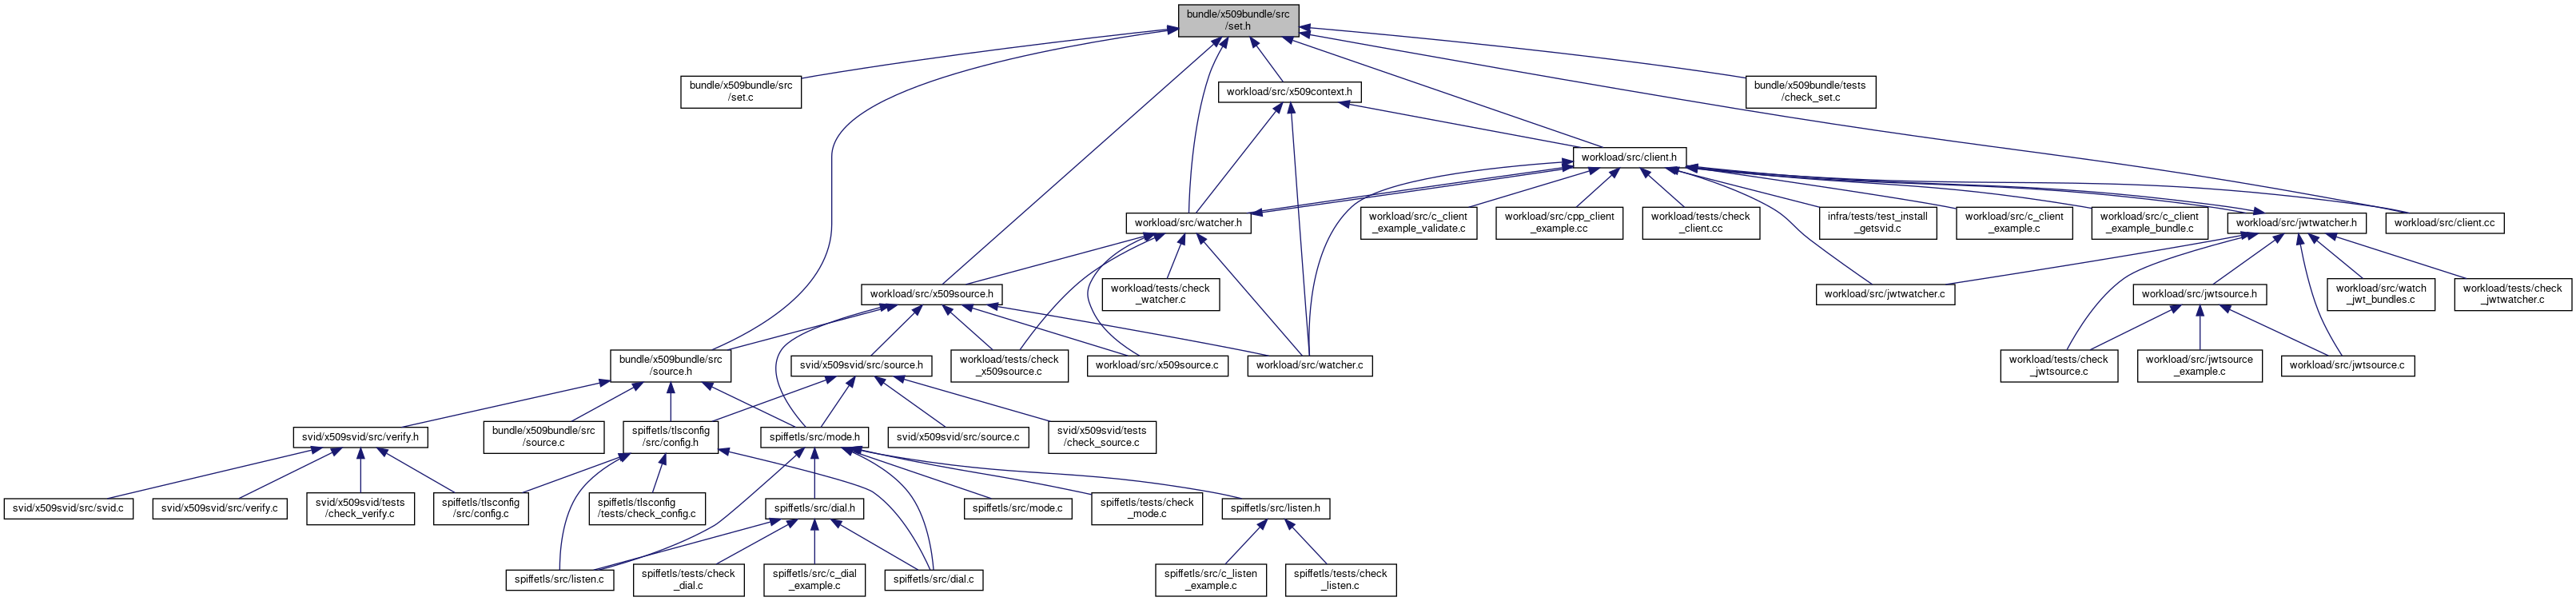 bundle/x509bundle/src
/set.h
bundle/x509bundle/src
/set.c
workload/src/x509context.h
bundle/x509bundle/tests
/check_set.c
workload/src/client.h
workload/src/watcher.h
workload/src/c_client
_example_validate.c
workload/src/cpp_client
_example.cc
workload/tests/check
_client.cc
infra/tests/test_install
_getsvid.c
workload/src/c_client
_example.c
workload/src/c_client
_example_bundle.c
workload/src/jwtwatcher.h
workload/src/client.cc
workload/src/x509source.h
workload/tests/check
_watcher.c
workload/src/jwtwatcher.c
workload/src/jwtsource.h
workload/src/watch
_jwt_bundles.c
workload/tests/check
_jwtwatcher.c
bundle/x509bundle/src
/source.h
svid/x509svid/src/source.h
workload/tests/check
_x509source.c
workload/src/x509source.c
workload/src/watcher.c
workload/tests/check
_jwtsource.c
workload/src/jwtsource
_example.c
workload/src/jwtsource.c
svid/x509svid/src/verify.h
bundle/x509bundle/src
/source.c
spiffetls/tlsconfig
/src/config.h
spiffetls/src/mode.h
svid/x509svid/src/source.c
svid/x509svid/tests
/check_source.c
svid/x509svid/src/svid.c
svid/x509svid/src/verify.c
svid/x509svid/tests
/check_verify.c
spiffetls/tlsconfig
/src/config.c
spiffetls/tlsconfig
/tests/check_config.c
spiffetls/src/dial.h
spiffetls/src/mode.c
spiffetls/tests/check
_mode.c
spiffetls/src/listen.h
spiffetls/src/listen.c
spiffetls/tests/check
_dial.c
spiffetls/src/c_dial
_example.c
spiffetls/src/dial.c
spiffetls/src/c_listen
_example.c
spiffetls/tests/check
_listen.c